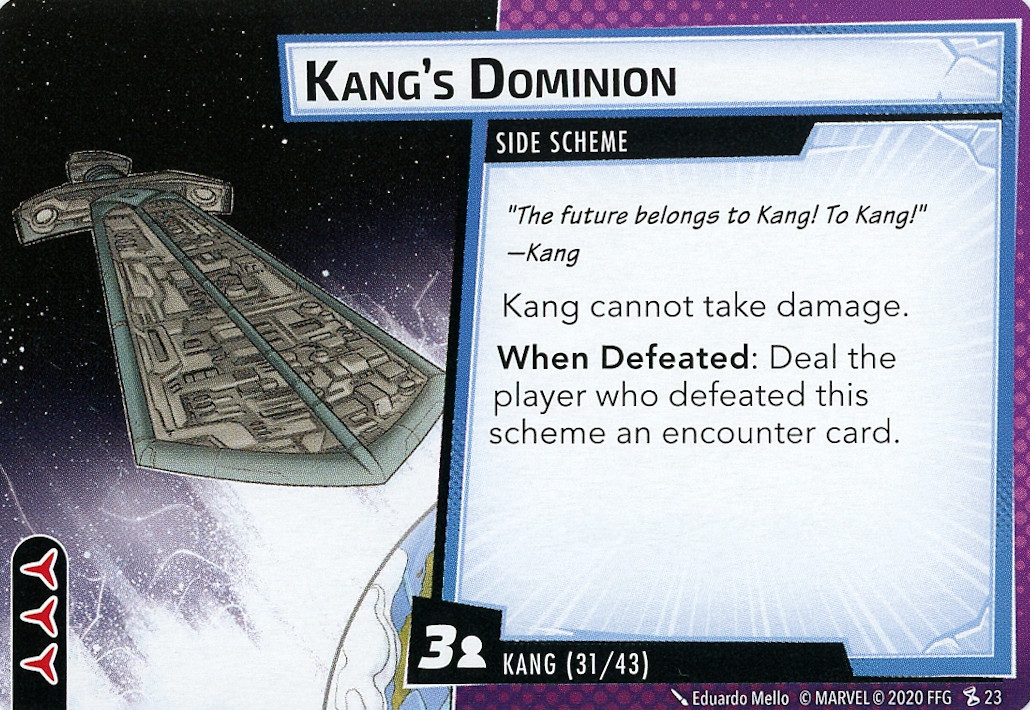 KANG'S DOMINION
SIDE SCHEME
"The future belongs to Kang! To Kang!"
—Kang
Kang cannot take damage.
When Defeated: Deal the
player who defeated this
scheme an encounter card.
3
KANG (31/43)
Eduardo Mello © MARVEL © 2020 FFG 23